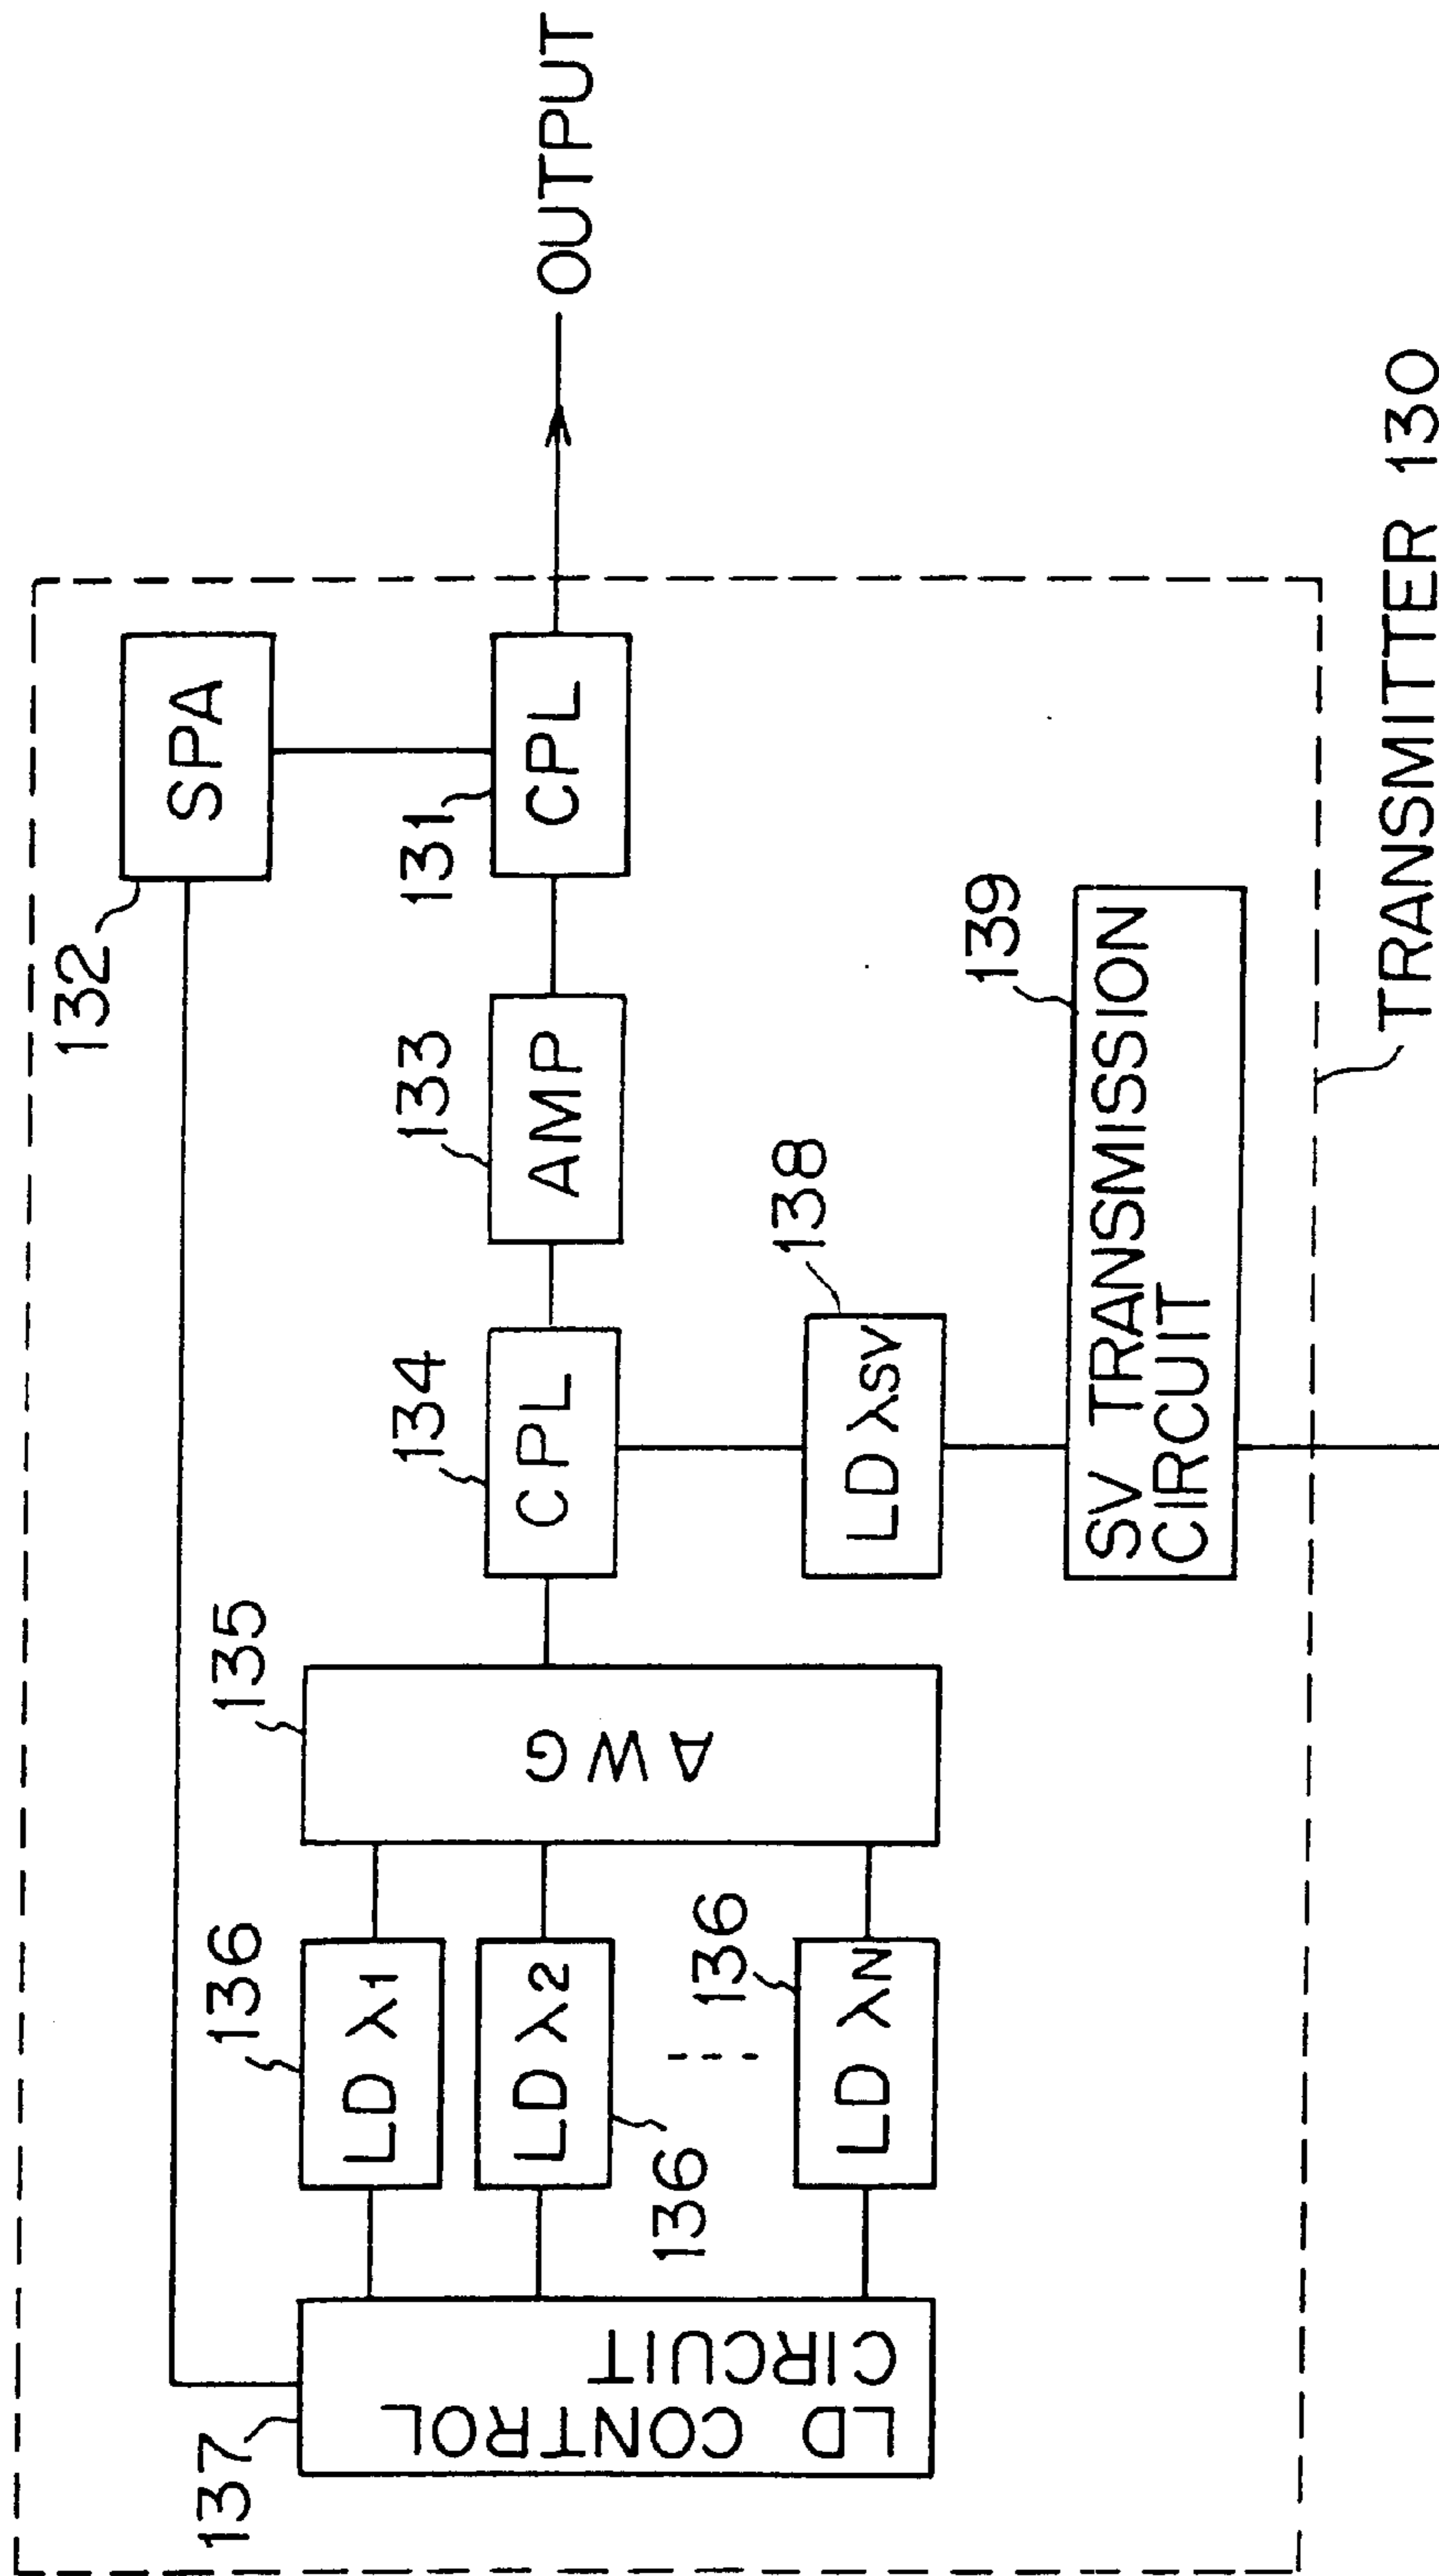 132
SPA
131
CPL
OUTPUT
133
AMP
134
CPL
135
AWG
136
LD λ1
LD λ2
136
136
LD λN
137
LD CONTROL
CIRCUIT
138
LD λSV
139
SV TRANSMISSION
CIRCUIT
TRANSMITTER 130